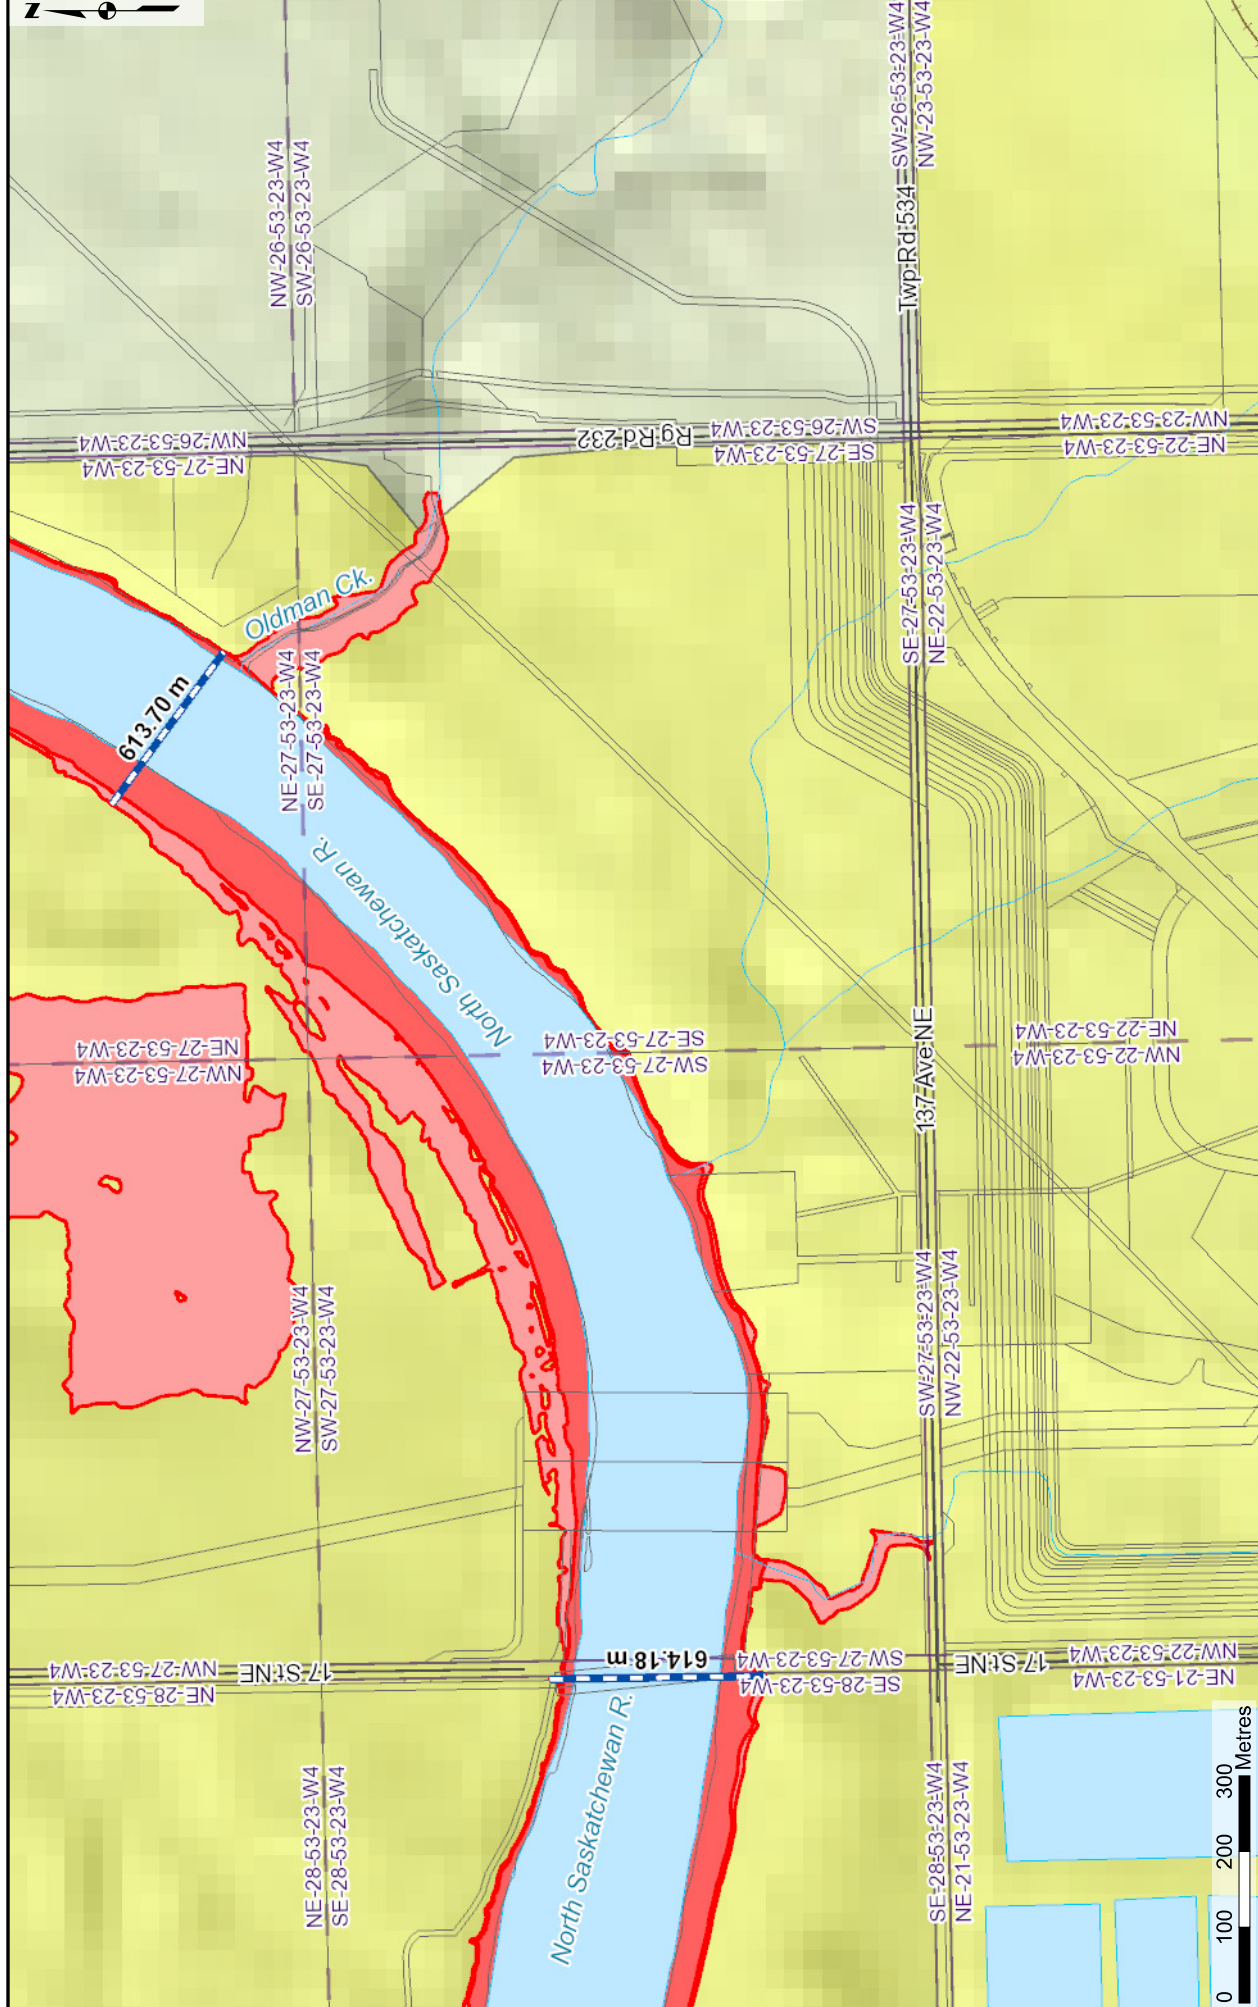 N
NW-26-53-23-W4
SW-26-53-23-W4
SW-26-53-23-W4
NW-23-53-23-W4
Twp Rd 534
NW-26-53-23-W4
NE-27-53-23-W4
Rg Rd 232
SW-26-53-23-W4
SE-27-53-23-W4
NW-23-53-23-W4
NE-22-53-23-W4
Oldman Ck.
613.70 m
NE-27-53-23-W4
SE-27-53-23-W4
SE-27-53-23-W4
NE-22-53-23-W4
North Saskatchewan R.
NE-27-53-23-W4
NW-27-53-23-W4
SE-27-53-23-W4
SW-27-53-23-W4
137 Ave NE
NE-22-53-23-W4
NW-22-53-23-W4
NW-27-53-23-W4
SW-27-53-23-W4
SW-27-53-23-W4
NW-22-53-23-W4
NW-27-53-23-W4
NE-28-53-23-W4
17 St NE
614.18 m
SW-27-53-23-W4
SE-28-53-23-W4
17 St NE
NW-22-53-23-W4
NE-21-53-23-W4
North Saskatchewan R.
NE-28-53-23-W4
SE-28-53-23-W4
SE-28-53-23-W4
NE-21-53-23-W4
0 100 200 300
Metres